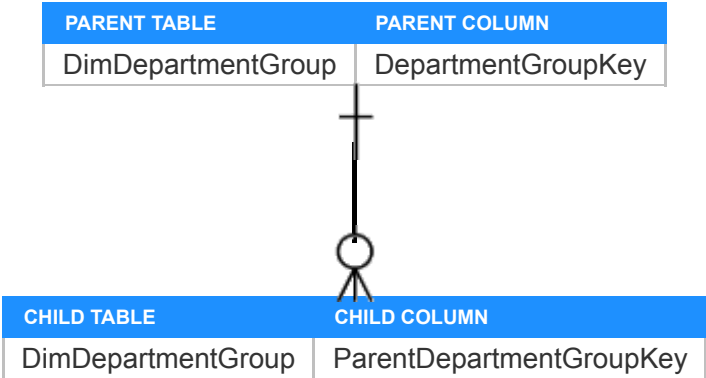 PARENT TABLE PARENT COLUMN
DimDepartmentGroup DepartmentGroupKey
CHILD TABLE CHILD COLUMN
DimDepartmentGroup ParentDepartmentGroupKey